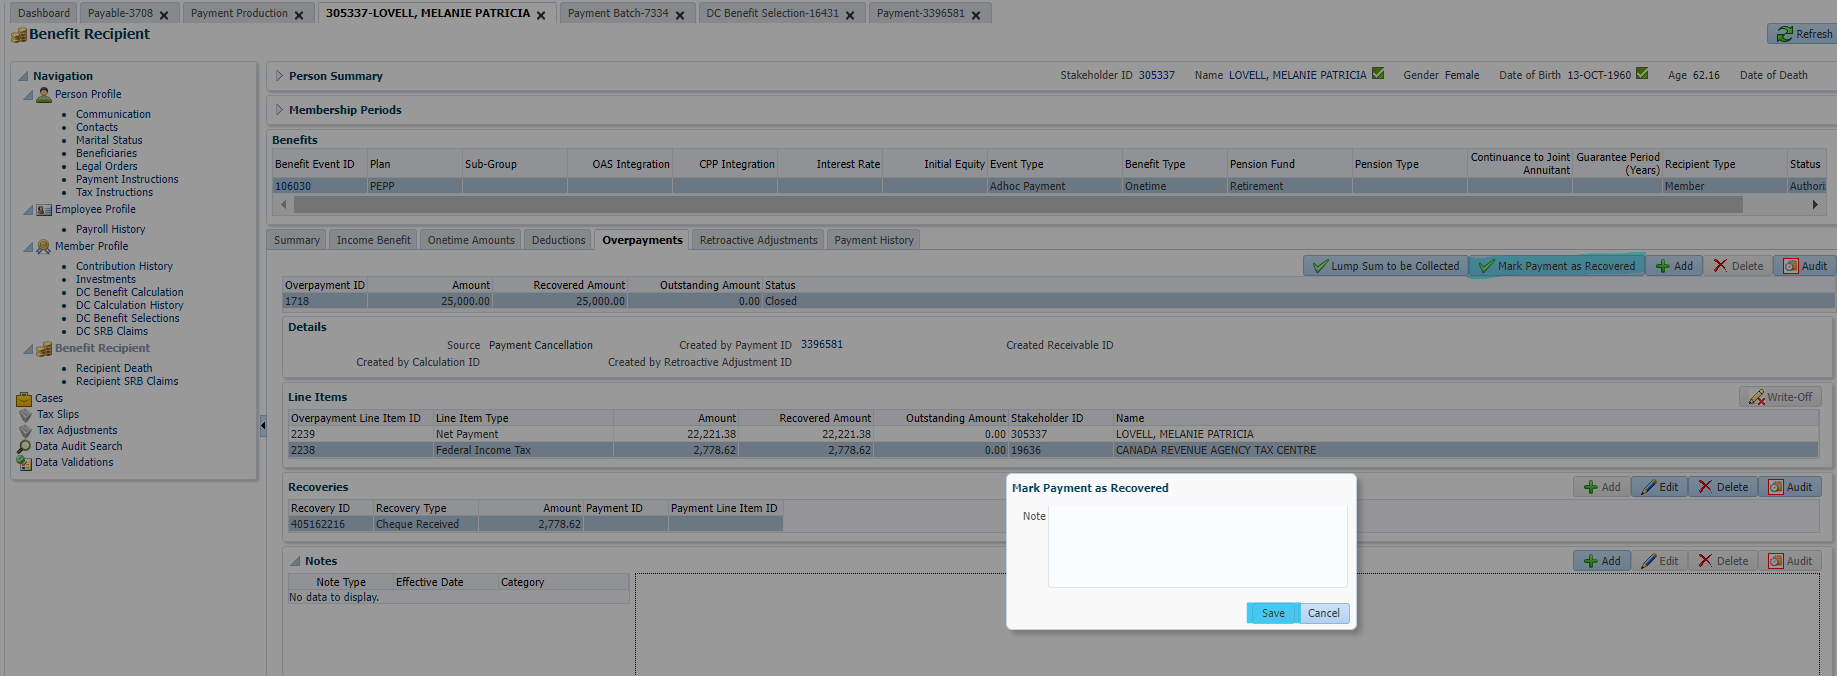 Dashboard Payable-3708 Payment Production 305337-LOVELL, MELANIE PATRICIA Payment Batch-7334 DC Benefit Selection-16431 Payment-3396581
Benefit Recipient Refresh
Navigation
Person Profile
Communication
Contacts
Marital Status
Beneficiaries
Legal Orders
Payment Instructions
Tax Instructions
Employee Profile
Payroll History
Member Profile
Contribution History
Investments
DC Benefit Calculation
DC Calculation History
DC Benefit Selections
DC SRB Claims
Benefit Recipient
Recipient Death
Recipient SRB Claims
Cases
Tax Slips
Tax Adjustments
Data Audit Search
Data Validations
Person Summary Stakeholder ID 305337 Name LOVELL, MELANIE PATRICIA Gender Female Date of Birth 13-OCT-1960 Age 62.16 Date of Death
Membership Periods
Benefits
Benefit Event ID Plan Sub-Group OAS Integration CPP Integration Interest Rate Initial Equity Event Type Benefit Type Pension Fund Pension Type Continuance to Joint Annuitant Guarantee Period (Years) Recipient Type Status
106030 PEPP Adhoc Payment Onetime Retirement Member Authori
Summary Income Benefit Onetime Amounts Deductions Overpayments Retroactive Adjustments Payment History
Lump Sum to be Collected Mark Payment as Recovered Add Delete Audit
Overpayment ID Amount Recovered Amount Outstanding Amount Status
1718 25,000.00 25,000.00 0.00 Closed
Details
Source Payment Cancellation Created by Payment ID 3396581 Created Receivable ID
Created by Calculation ID Created by Retroactive Adjustment ID
Line Items Write-Off
Overpayment Line Item ID Line Item Type Amount Recovered Amount Outstanding Amount Stakeholder ID Name
2239 Net Payment 22,221.38 22,221.38 0.00 305337 LOVELL, MELANIE PATRICIA
2238 Federal Income Tax 2,778.62 2,778.62 0.00 19636 CANADA REVENUE AGENCY TAX CENTRE
Recoveries Add Edit Delete Audit
Recovery ID Recovery Type Amount Payment ID Payment Line Item ID
405162216 Cheque Received 2,778.62
Notes Add Edit Delete Audit
Note Type Effective Date Category
No data to display.
Mark Payment as Recovered
Note
Save Cancel